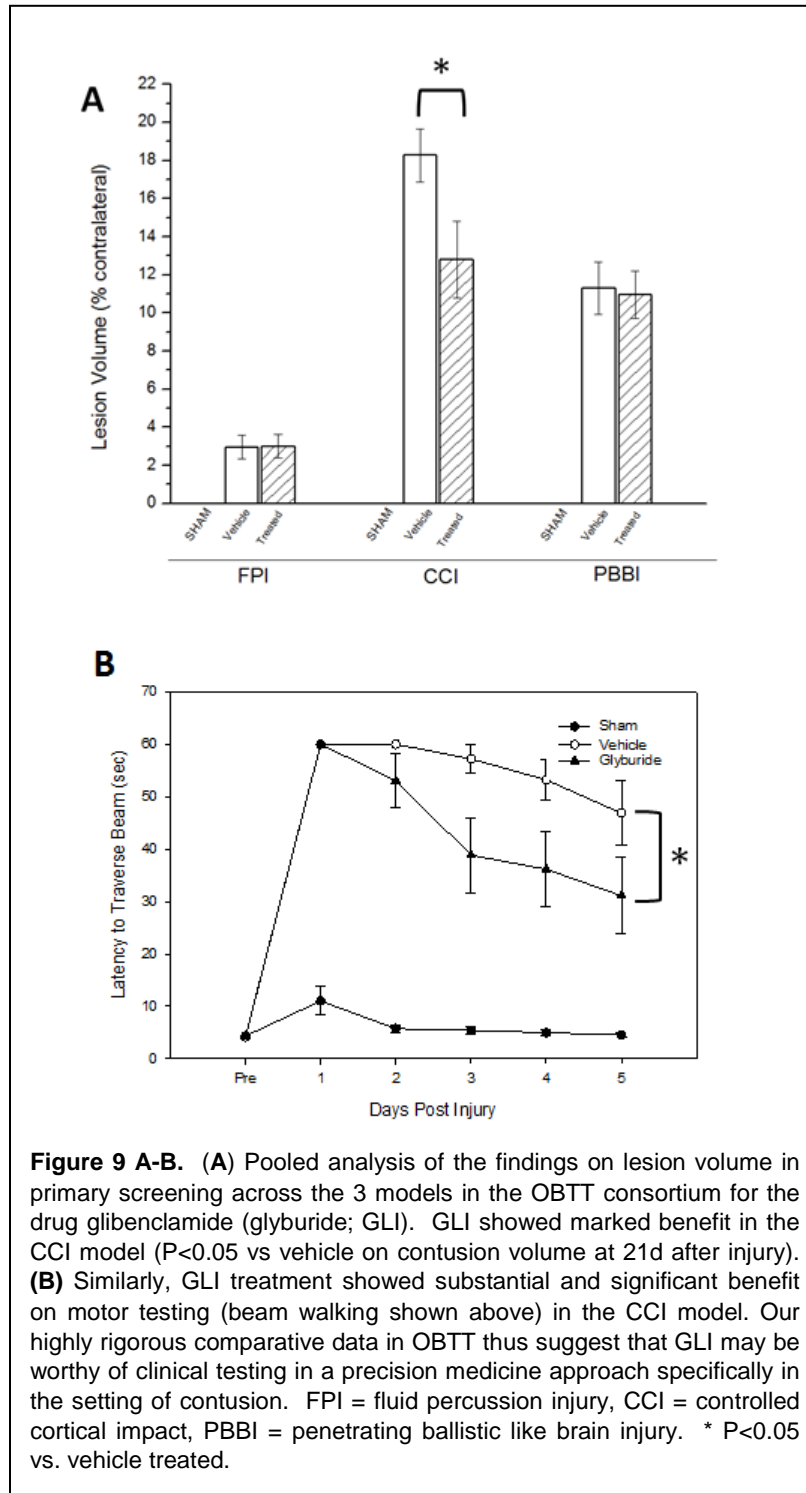 A
*
22
20
18
16
14
12
10
8
6
4
2
0
Lesion Volume (% contralateral)
SHAM Vehicle Treated SHAM Vehicle Treated SHAM Vehicle Treated
FPI CCI PBBI
B
70
60
50
40
30
20
10
0
Latency to Traverse Beam (sec)
Sham
Vehicle
Glyburide
*
Pre 1 2 3 4 5
Days Post Injury
Figure 9 A-B. (A) Pooled analysis of the findings on lesion volume in
primary screening across the 3 models in the OBTT consortium for the
drug glibenclamide (glyburide; GLI). GLI showed marked benefit in the
CCI model (P<0.05 vs vehicle on contusion volume at 21d after injury).
(B) Similarly, GLI treatment showed substantial and significant benefit
on motor testing (beam walking shown above) in the CCI model. Our
highly rigorous comparative data in OBTT thus suggest that GLI may be
worthy of clinical testing in a precision medicine approach specifically in
the setting of contusion. FPI = fluid percussion injury, CCI = controlled
cortical impact, PBBI = penetrating ballistic like brain injury. * P<0.05
vs. vehicle treated.